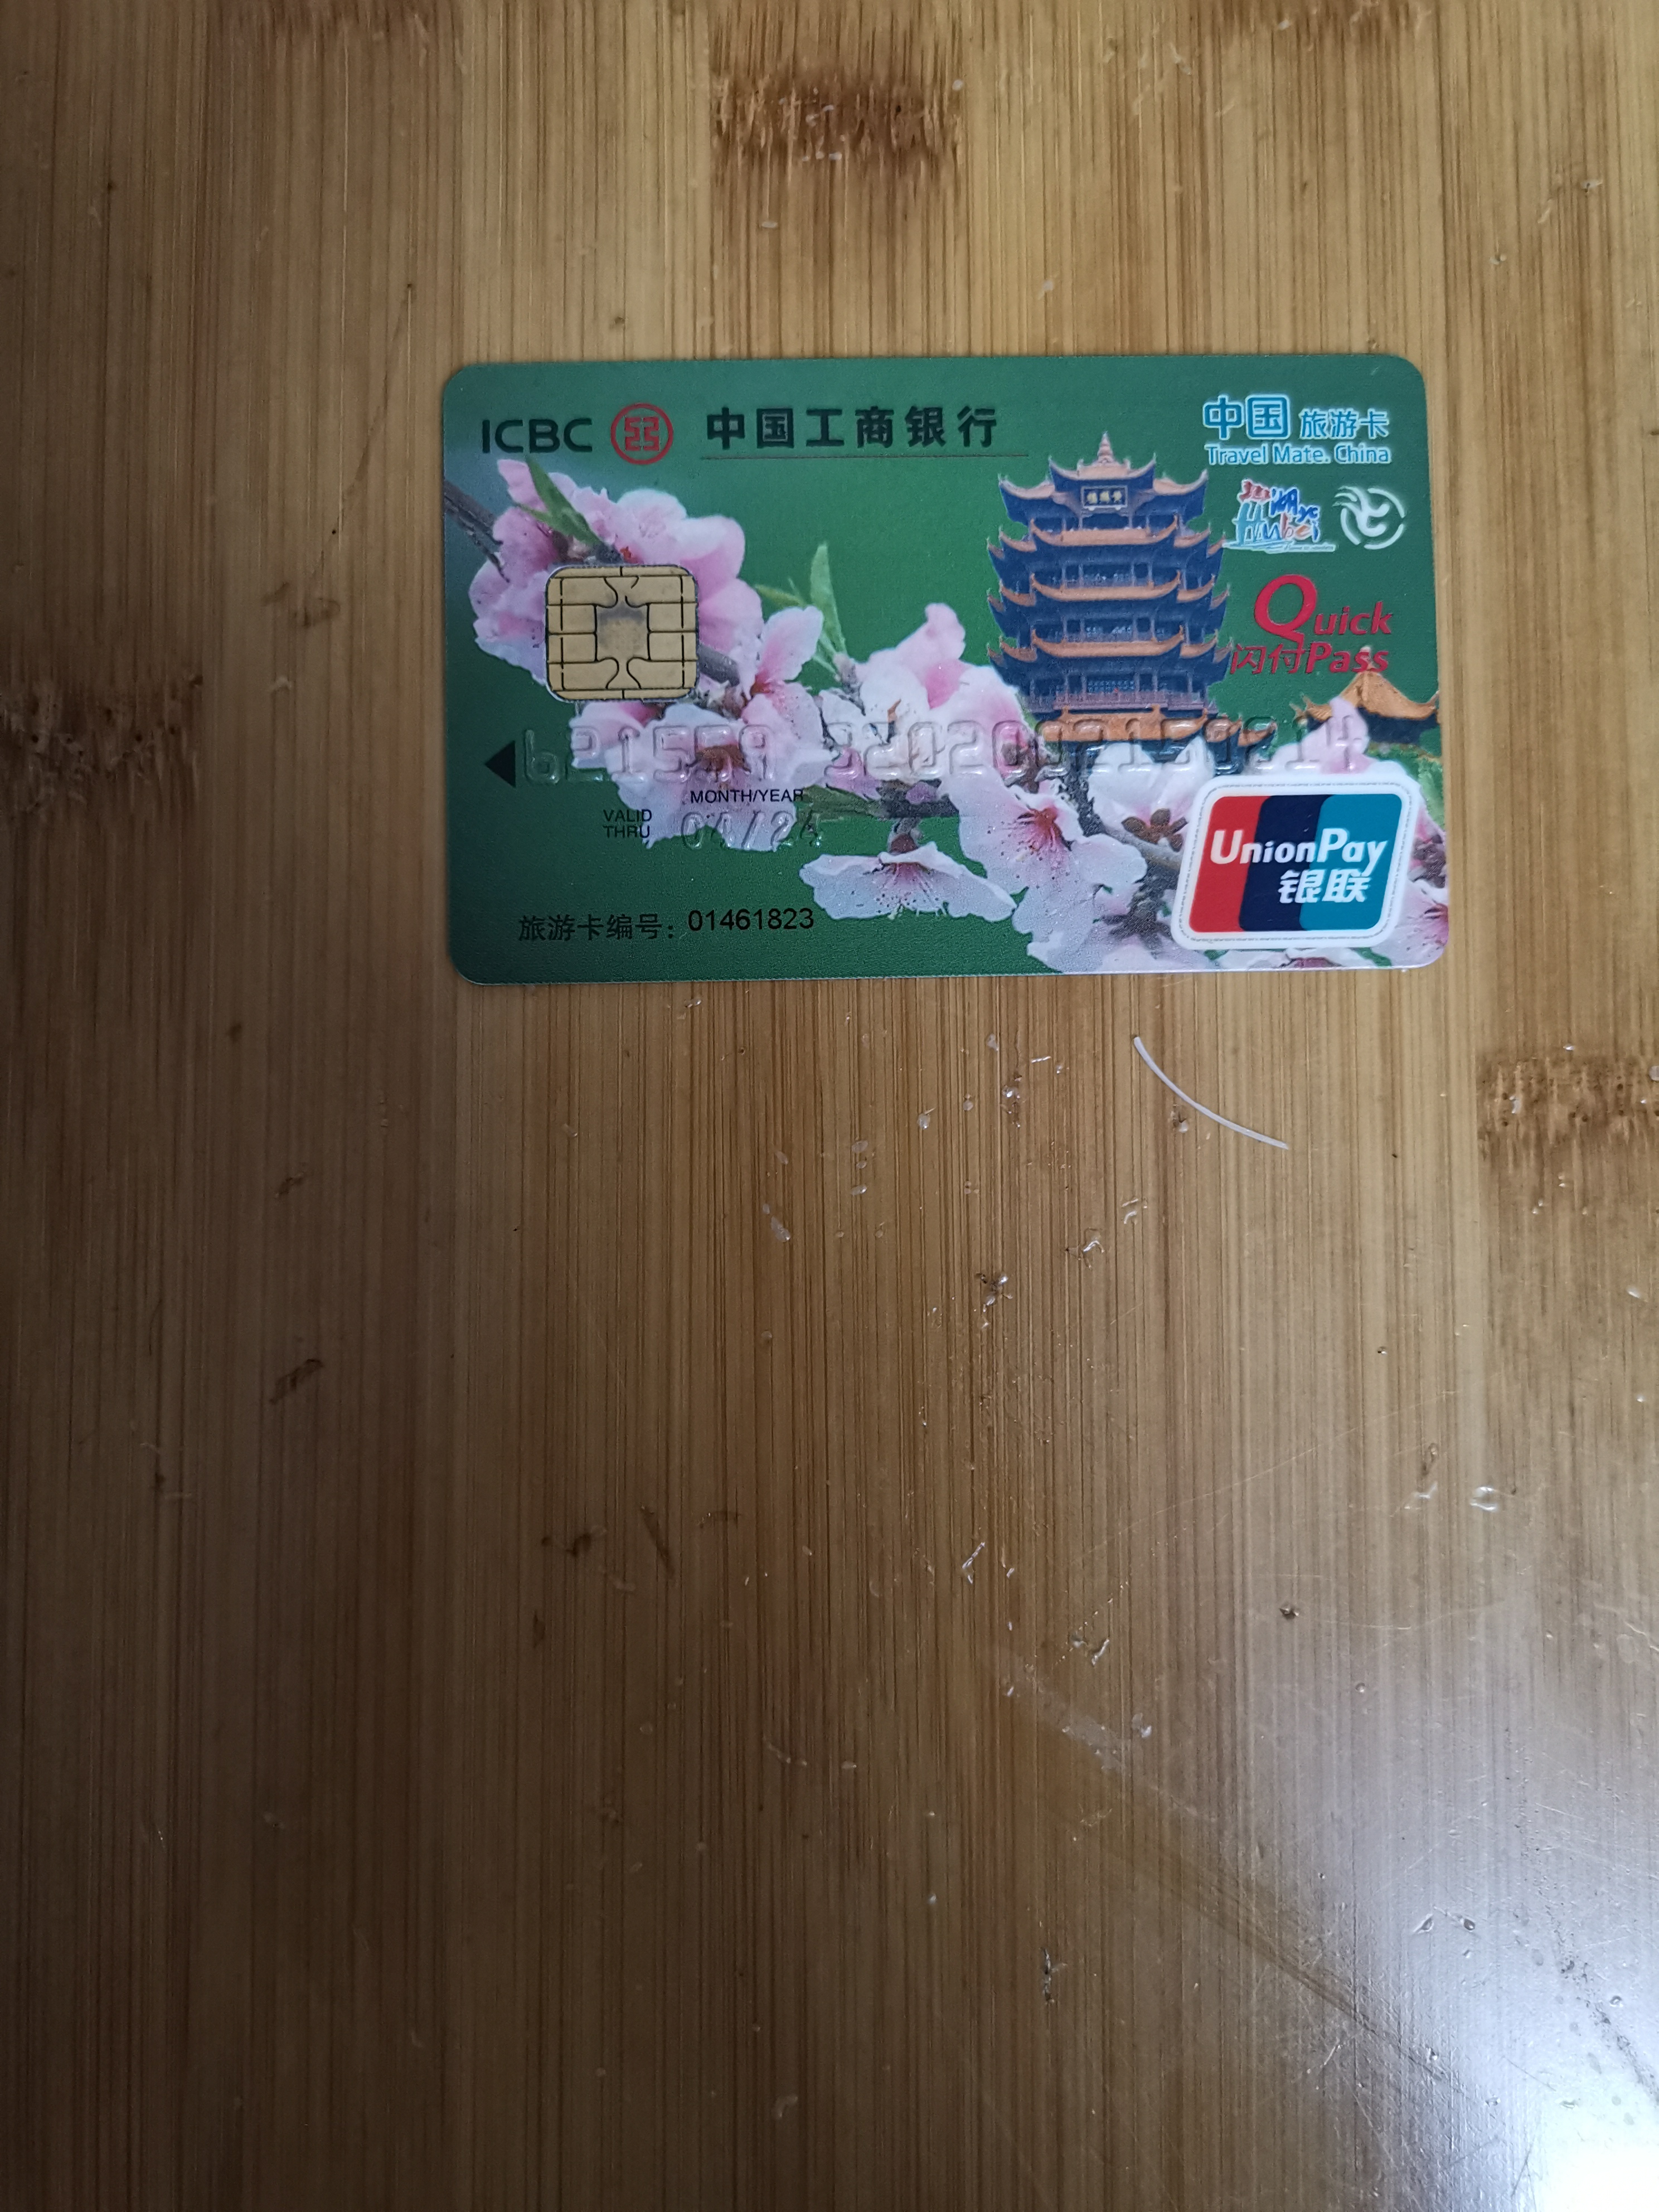 ICBC 中国工商银行
中国旅游卡
Travel Mate. China
Hubei
Quick
闪付Pass
MONTH/YEAR
VALID
THRU
旅游卡编号：01461823
UnionPay
银联